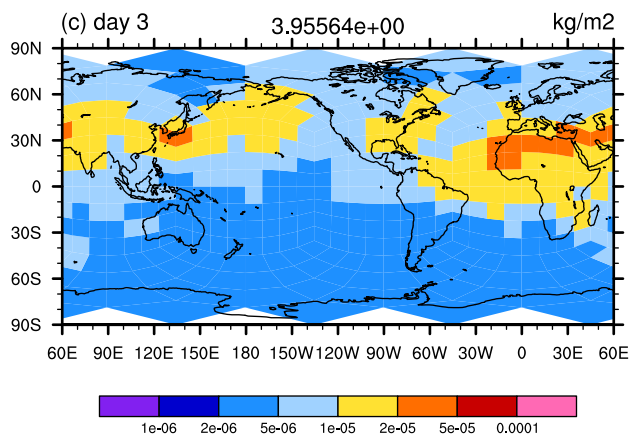 (c) day 3 3.95564e+00 kg/m2
90N
60N
30N
0
30S
60S
90S
60E 90E 120E 150E 180 150W 120W 90W 60W 30W 0 30E 60E
1e-06 2e-06 5e-06 1e-05 2e-05 5e-05 0.0001